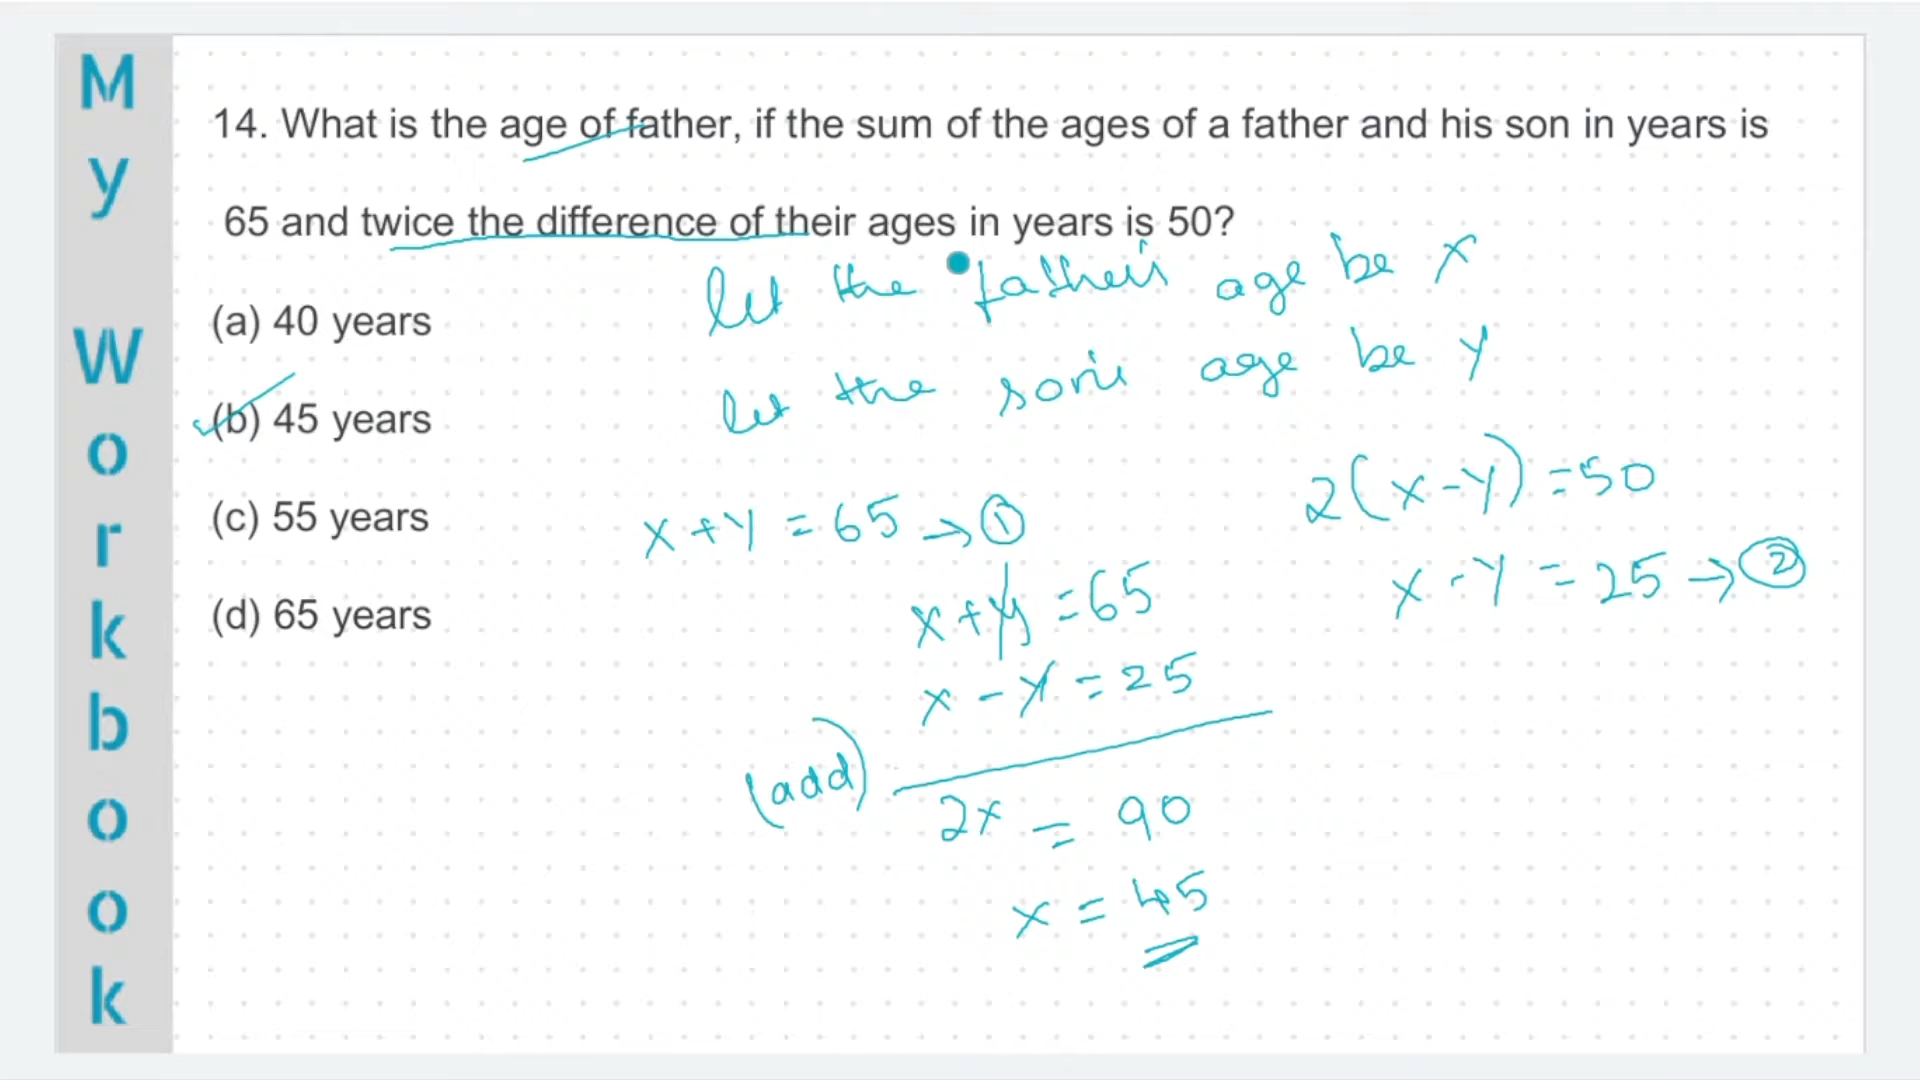 My Workbook
14. What is the age of father, if the sum of the ages of a father and his son in years is
65 and twice the difference of their ages in years is 50?
(a) 40 years
(b) 45 years
(c) 55 years
(d) 65 years
let the father's age be x
let the son's age be y
x+y = 65 → ①
2(x-y) = 50
x-y = 25 → ②
x+y = 65
x-y = 25
(add)
2x = 90
x = 45